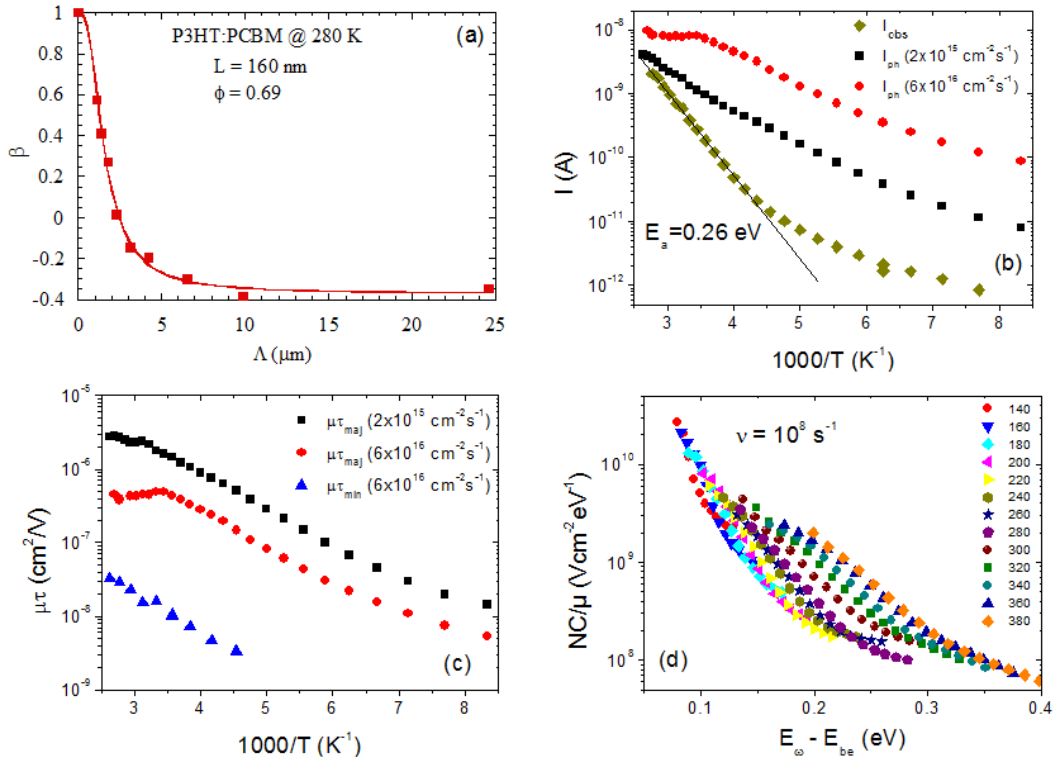 P3HT:PCBM @ 280 K
(a)
L = 160 nm
ϕ = 0.69
1
0.8
0.6
0.4
0.2
0
-0.2
-0.4
β
0 5 10 15 20 25
Λ (μm)
I_obs
I_ph (2x10^15 cm^-2s^-1)
I_ph (6x10^16 cm^-2s^-1)
10^-8
10^-9
10^-10
10^-11
10^-12
I (A)
E_a=0.26 eV
(b)
3 4 5 6 7 8
1000/T (K^-1)
μτ_maj (2x10^15 cm^-2s^-1)
μτ_maj (6x10^16 cm^-2s^-1)
μτ_min (6x10^16 cm^-2s^-1)
10^-5
10^-6
10^-7
10^-8
10^-9
μτ (cm^2/V)
(c)
3 4 5 6 7 8
1000/T (K^-1)
ν = 10^8 s^-1
140
160
180
200
220
240
260
280
300
320
340
360
380
10^10
10^9
10^8
NC/μ (Vcm^-2 eV^-1)
(d)
0.1 0.2 0.3 0.4
E_ω - E_be (eV)